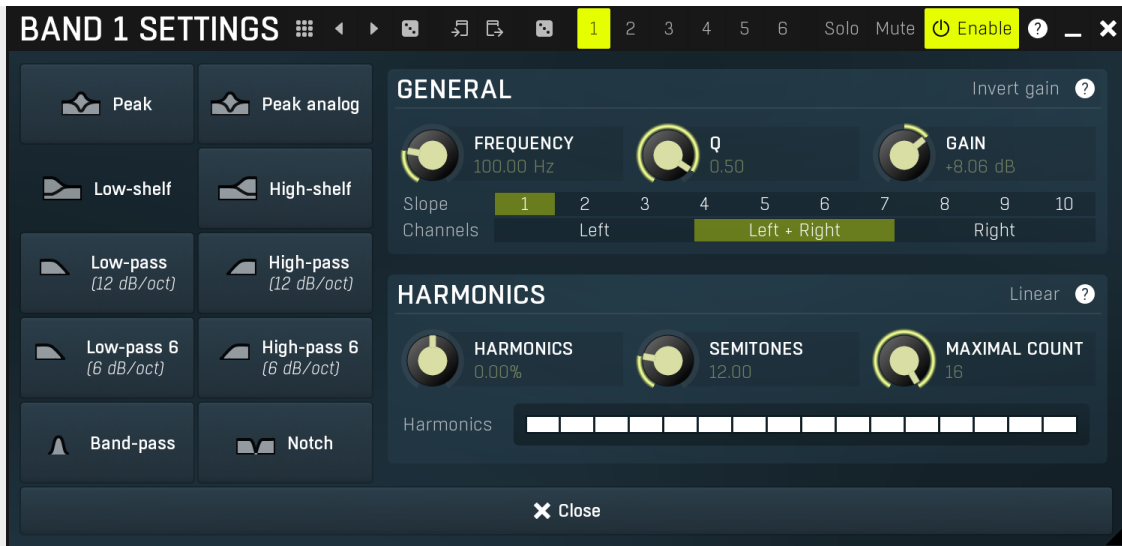 BAND 1 SETTINGS 1 2 3 4 5 6 Solo Mute Enable ?
Peak
Peak analog
Low-shelf
High-shelf
Low-pass
(12 dB/oct)
High-pass
(12 dB/oct)
Low-pass 6
(6 dB/oct)
High-pass 6
(6 dB/oct)
Band-pass
Notch
GENERAL Invert gain ?
FREQUENCY
100.00 Hz
Q
0.50
GAIN
+8.06 dB
Slope 1 2 3 4 5 6 7 8 9 10
Channels Left Left + Right Right
HARMONICS Linear ?
HARMONICS
0.00%
SEMITONES
12.00
MAXIMAL COUNT
16
Harmonics
Close